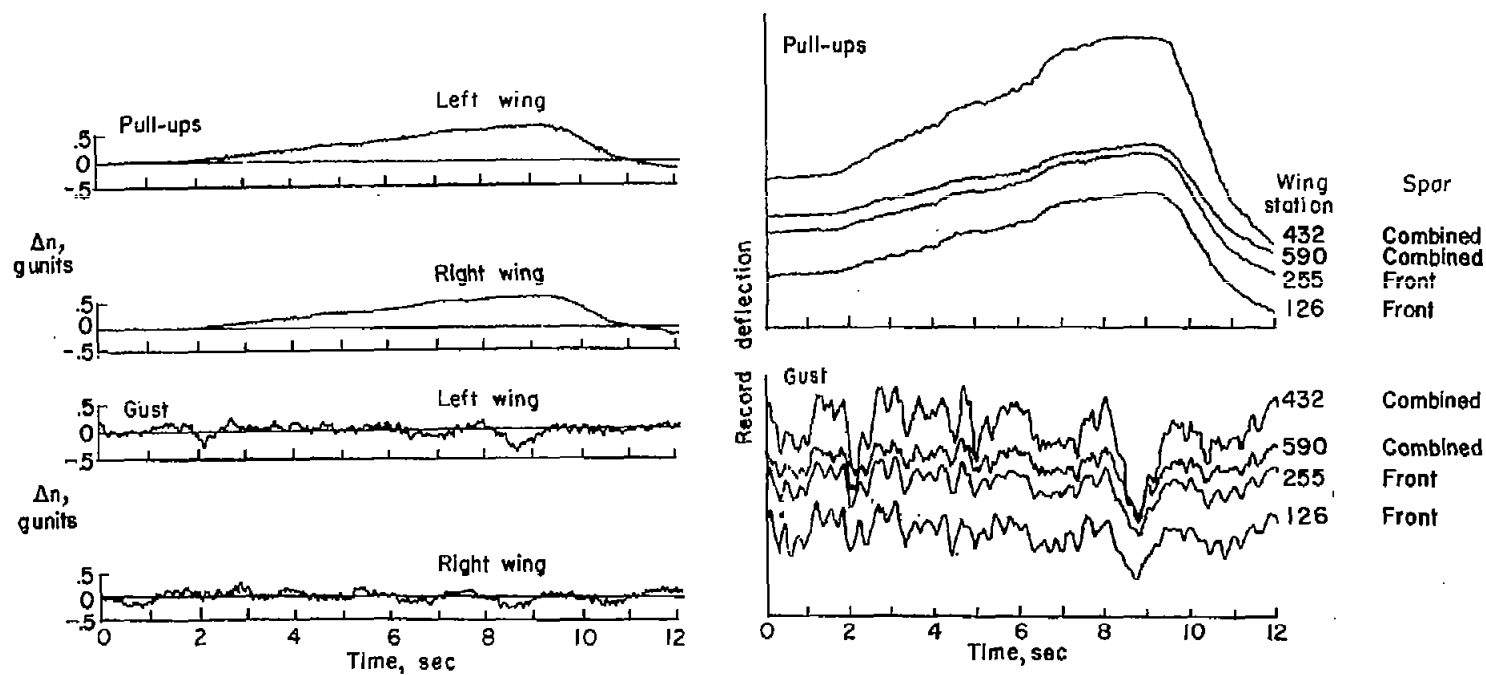 Pull-ups
Left wing
.5
0
-.5
Δn,
g units
Right wing
.5
0
-.5
Gust
Left wing
.5
0
-.5
Δn,
g units
Right wing
.5
0
-.5
0 2 4 6 8 10 12
Time, sec
Pull-ups
Record deflection
Wing
station
Spar
432 Combined
590 Combined
255 Front
126 Front
Gust
432 Combined
590 Combined
255 Front
126 Front
0 2 4 6 8 10 12
Time, sec